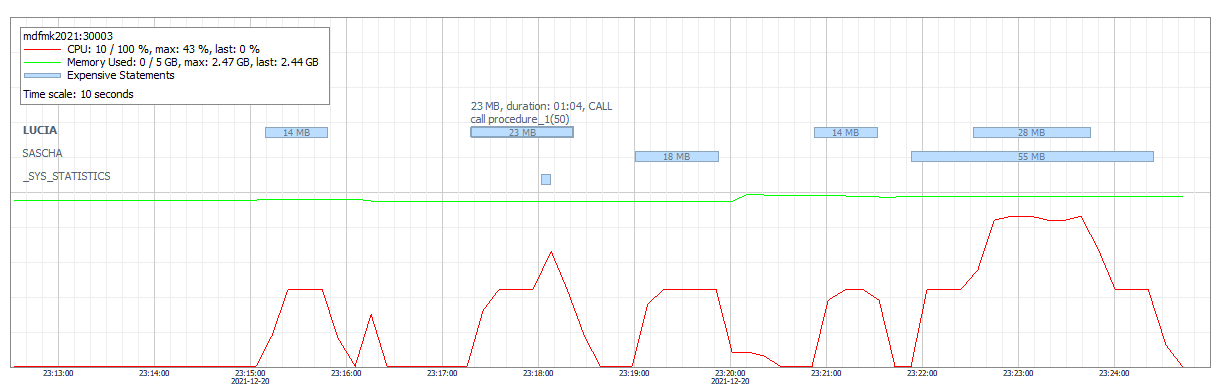 mdfmk2021:30003
CPU: 10 / 100 %, max: 43 %, last: 0 %
Memory Used: 0 / 5 GB, max: 2.47 GB, last: 2.44 GB
Expensive Statements
Time scale: 10 seconds
23 MB, duration: 01:04, CALL
call procedure_1(50)
LUCIA
14 MB
23 MB
14 MB
28 MB
SASCHA
18 MB
55 MB
_SYS_STATISTICS
23:13:00
23:14:00
23:15:00
23:16:00
23:17:00
23:18:00
23:19:00
23:20:00
23:21:00
23:22:00
23:23:00
23:24:00
2021-12-20
2021-12-20